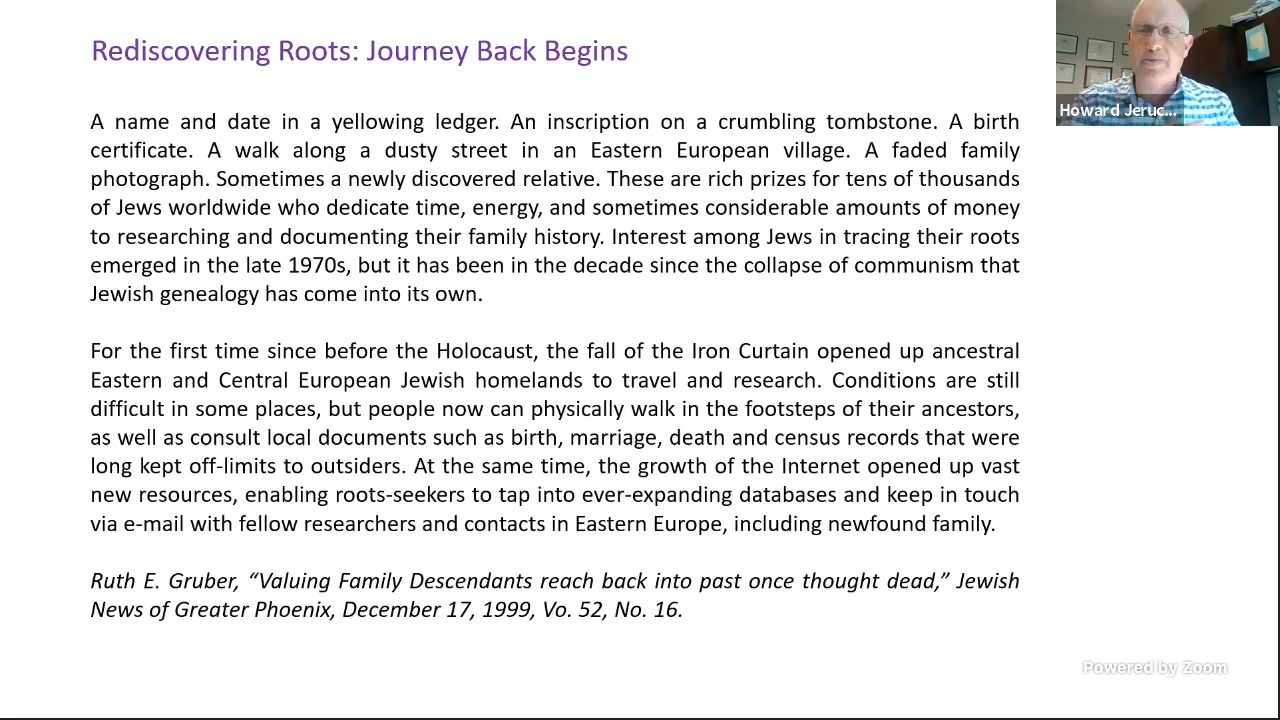 Rediscovering Roots: Journey Back Begins
Howard Jeruc...
A name and date in a yellowing ledger. An inscription on a crumbling tombstone. A birth
certificate. A walk along a dusty street in an Eastern European village. A faded family
photograph. Sometimes a newly discovered relative. These are rich prizes for tens of thousands
of Jews worldwide who dedicate time, energy, and sometimes considerable amounts of money
to researching and documenting their family history. Interest among Jews in tracing their roots
emerged in the late 1970s, but it has been in the decade since the collapse of communism that
Jewish genealogy has come into its own.
For the first time since before the Holocaust, the fall of the Iron Curtain opened up ancestral
Eastern and Central European Jewish homelands to travel and research. Conditions are still
difficult in some places, but people now can physically walk in the footsteps of their ancestors,
as well as consult local documents such as birth, marriage, death and census records that were
long kept off-limits to outsiders. At the same time, the growth of the Internet opened up vast
new resources, enabling roots-seekers to tap into ever-expanding databases and keep in touch
via e-mail with fellow researchers and contacts in Eastern Europe, including newfound family.
Ruth E. Gruber, “Valuing Family Descendants reach back into past once thought dead,” Jewish
News of Greater Phoenix, December 17, 1999, Vo. 52, No. 16.
Powered by Zoom